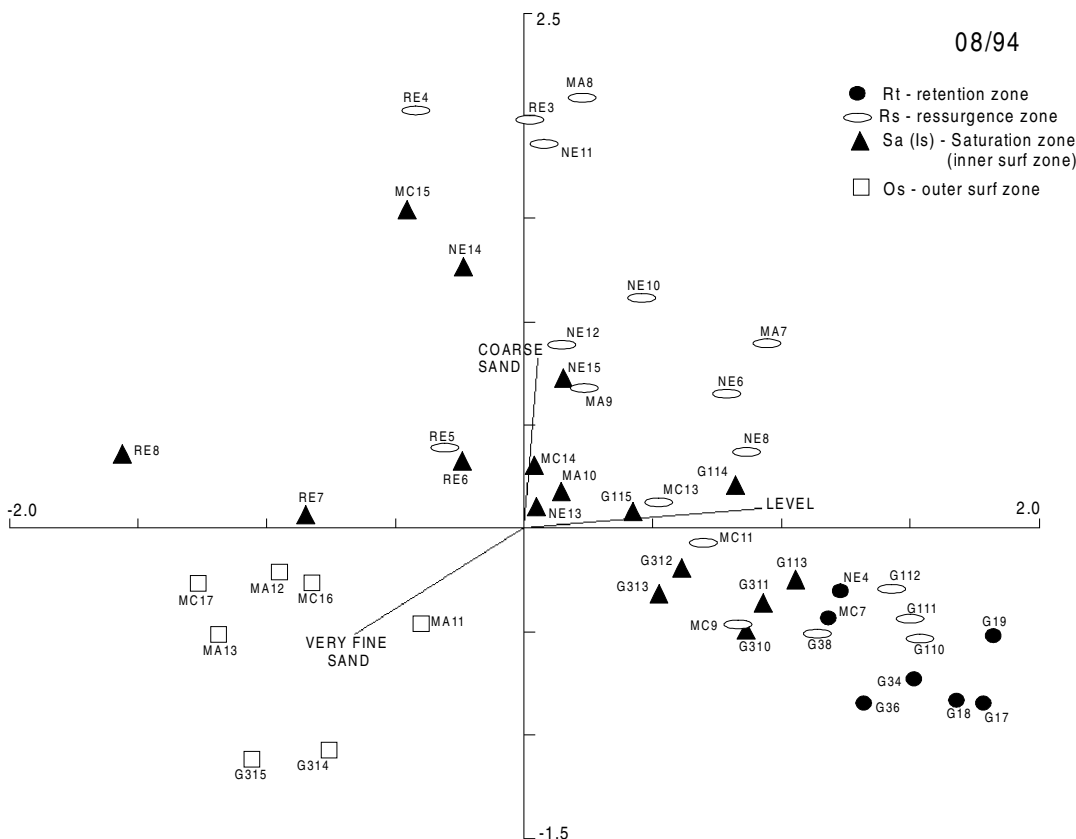 2.5
08/94
Rt - retention zone
Rs - ressurgence zone
Sa (Is) - Saturation zone
(inner surf zone)
Os - outer surf zone
MA8
RE4
RE3
NE11
MC15
NE14
NE10
NE12
MA7
COARSE
SAND
NE15
NE6
MA9
RE5
NE8
RE8
RE6
MC14
G114
MA10
RE7
G115
MC13
NE13
LEVEL
-2.0
2.0
MC11
G312
G113
NE4
G112
MA12
MC17
MC16
G313
G311
MC7
G111
MA11
MC9
G19
VERY FINE
SAND
MA13
G310
G38
G110
G34
G36
G18
G17
G315
G314
-1.5